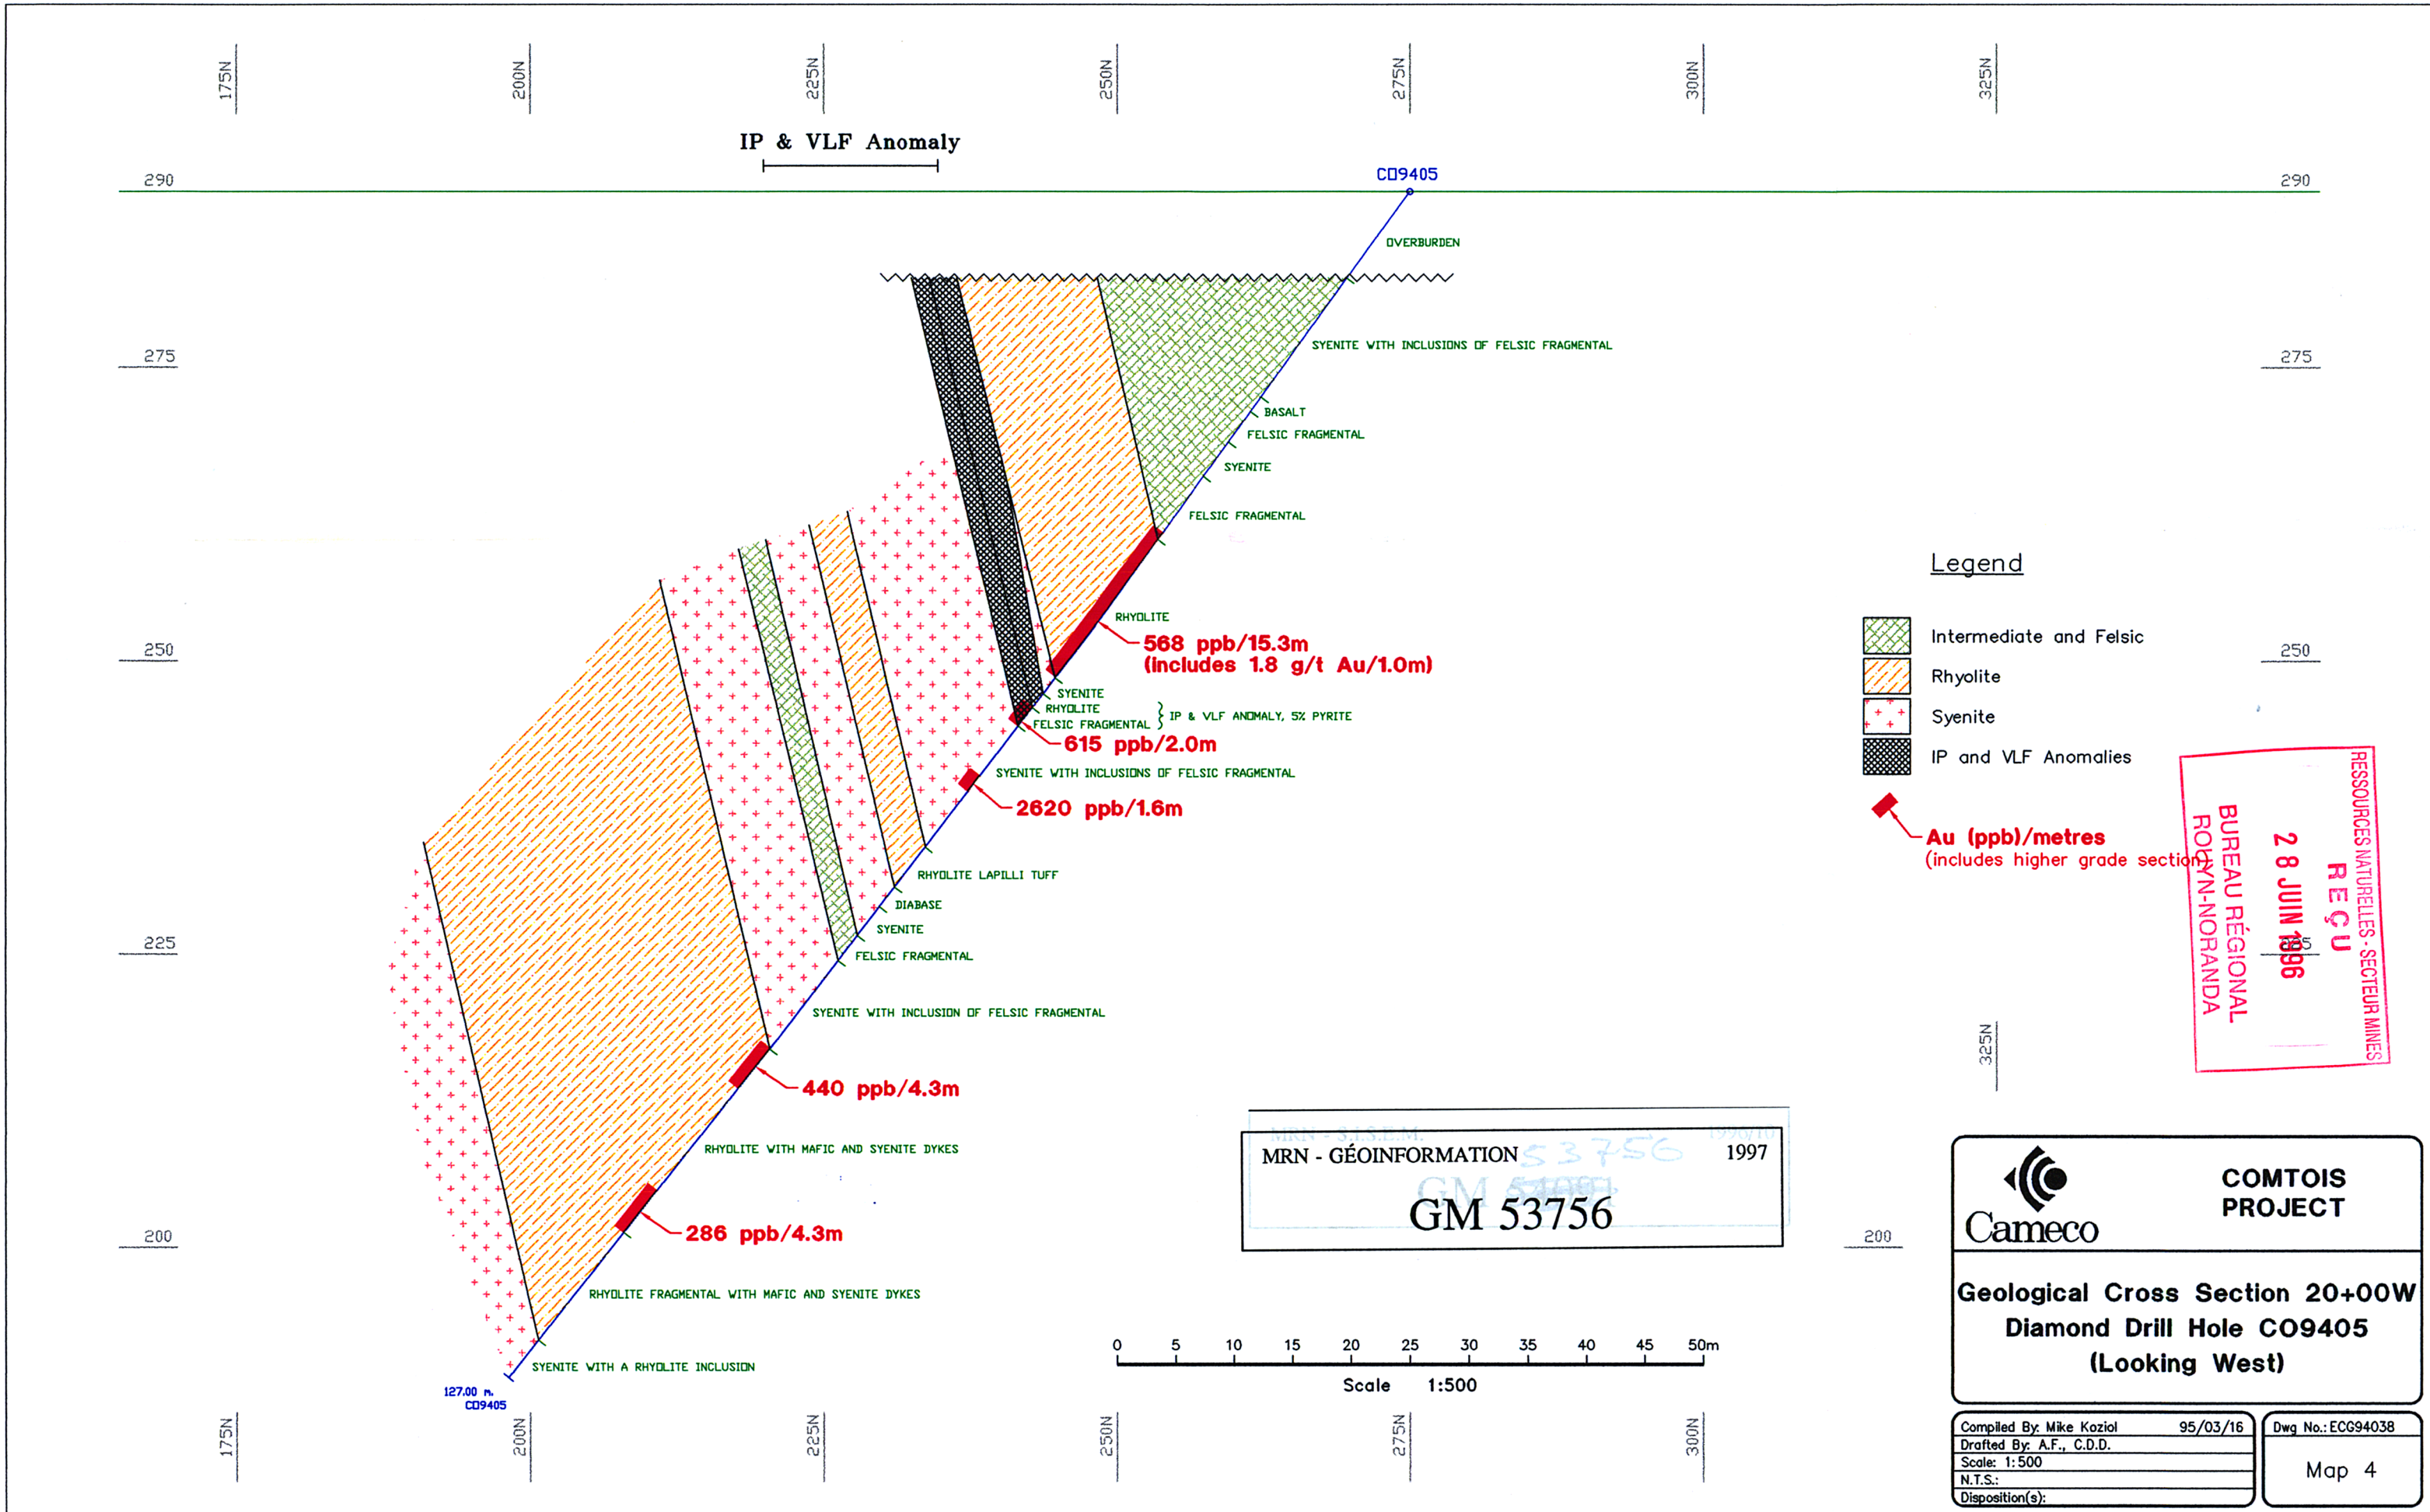 175N
200N
225N
250N
275N
300N
325N
IP & VLF Anomaly
290
CO9405
290
OVERBURDEN
275
SYENITE WITH INCLUSIONS OF FELSIC FRAGMENTAL
275
BASALT
FELSIC FRAGMENTAL
SYENITE
FELSIC FRAGMENTAL
RHYOLITE
568 ppb/15.3m
(includes 1.8 g/t Au/1.0m)
250
250
SYENITE
RHYOLITE
FELSIC FRAGMENTAL
IP & VLF ANOMALY, 5% PYRITE
615 ppb/2.0m
SYENITE WITH INCLUSIONS OF FELSIC FRAGMENTAL
2620 ppb/1.6m
RHYOLITE LAPILLI TUFF
DIABASE
SYENITE
FELSIC FRAGMENTAL
225
225
SYENITE WITH INCLUSION OF FELSIC FRAGMENTAL
440 ppb/4.3m
RHYOLITE WITH MAFIC AND SYENITE DYKES
286 ppb/4.3m
200
200
RHYOLITE FRAGMENTAL WITH MAFIC AND SYENITE DYKES
SYENITE WITH A RHYOLITE INCLUSION
127.00 m.
CO9405
Legend
Intermediate and Felsic
Rhyolite
Syenite
IP and VLF Anomalies
Au (ppb)/metres
(includes higher grade section)
RESSOURCES NATURELLES - SECTEUR MINES
REÇU
28 JUIN 1996
BUREAU RÉGIONAL
ROUYN-NORANDA
325N
MRN - S.I.G.E.M. 1996/10
MRN - GÉOINFORMATION 1997
53756
GM 53756
0 5 10 15 20 25 30 35 40 45 50m
Scale 1:500
175N
200N
225N
250N
275N
300N
Cameco
COMTOIS
PROJECT
Geological Cross Section 20+00W
Diamond Drill Hole CO9405
(Looking West)
Compiled By: Mike Koziol 95/03/16
Drafted By: A.F., C.D.D.
Scale: 1:500
N.T.S.:
Disposition(s):
Dwg No.: ECG94038
Map 4